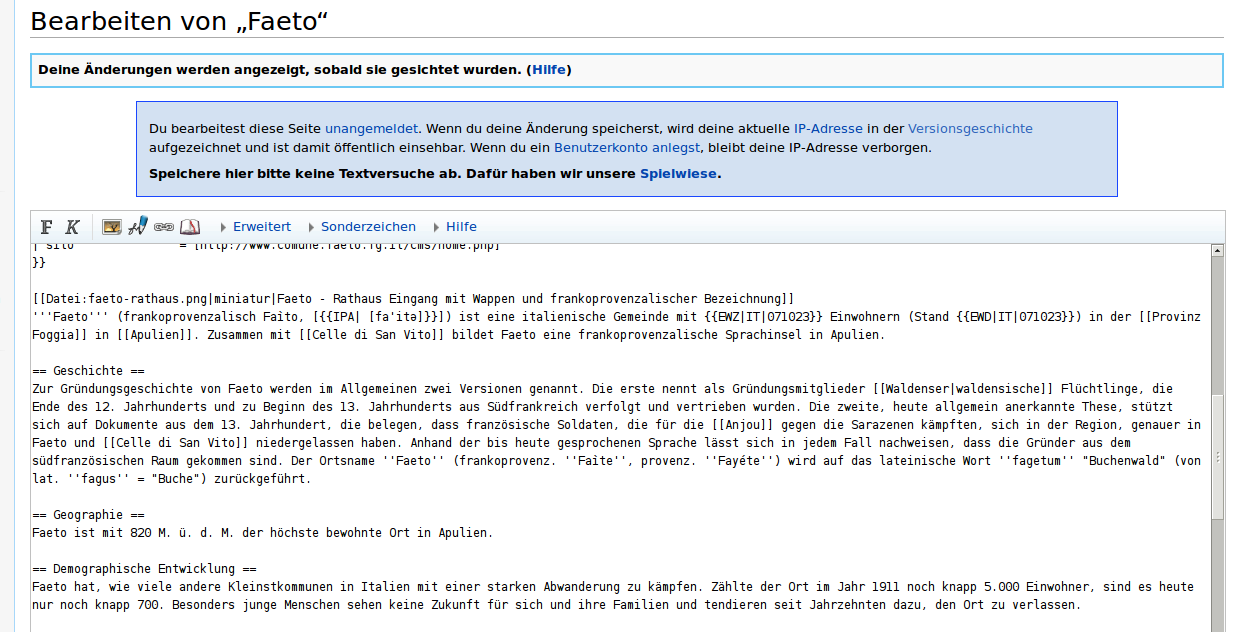 Bearbeiten von „Faeto“
Deine Änderungen werden angezeigt, sobald sie gesichtet wurden. (Hilfe)
Du bearbeitest diese Seite unangemeldet. Wenn du deine Änderung speicherst, wird deine aktuelle IP-Adresse in der Versionsgeschichte
aufgezeichnet und ist damit öffentlich einsehbar. Wenn du ein Benutzerkonto anlegst, bleibt deine IP-Adresse verborgen.
Speichere hier bitte keine Textversuche ab. Dafür haben wir unsere Spielwiese.
F K Erweitert Sonderzeichen Hilfe
| sito = [http://www.comune.faeto.fg.it/cms/home.php]
}}
[[Datei:faeto-rathaus.png|miniatur|Faeto - Rathaus Eingang mit Wappen und frankoprovenzalischer Bezeichnung]]
'''Faeto''' (frankoprovenzalisch Faìto, [{{IPA| [fa'itə]}}]) ist eine italienische Gemeinde mit {{EWZ|IT|071023}} Einwohnern (Stand {{EWD|IT|071023}}) in der [[Provinz
Foggia]] in [[Apulien]]. Zusammen mit [[Celle di San Vito]] bildet Faeto eine frankoprovenzalische Sprachinsel in Apulien.
== Geschichte ==
Zur Gründungsgeschichte von Faeto werden im Allgemeinen zwei Versionen genannt. Die erste nennt als Gründungsmitglieder [[Waldenser|waldensische]] Flüchtlinge, die
Ende des 12. Jahrhunderts und zu Beginn des 13. Jahrhunderts aus Südfrankreich verfolgt und vertrieben wurden. Die zweite, heute allgemein anerkannte These, stützt
sich auf Dokumente aus dem 13. Jahrhundert, die belegen, dass französische Soldaten, die für die [[Anjou]] gegen die Sarazenen kämpften, sich in der Region, genauer in
Faeto und [[Celle di San Vito]] niedergelassen haben. Anhand der bis heute gesprochenen Sprache lässt sich in jedem Fall nachweisen, dass die Gründer aus dem
südfranzösischen Raum gekommen sind. Der Ortsname ''Faeto'' (frankoprovenz. ''Faìte'', provenz. ''Fayéte'') wird auf das lateinische Wort ''fagetum'' "Buchenwald" (von
lat. ''fagus'' = "Buche") zurückgeführt.
== Geographie ==
Faeto ist mit 820 M. ü. d. M. der höchste bewohnte Ort in Apulien.
== Demographische Entwicklung ==
Faeto hat, wie viele andere Kleinstkommunen in Italien mit einer starken Abwanderung zu kämpfen. Zählte der Ort im Jahr 1911 noch knapp 5.000 Einwohner, sind es heute
nur noch knapp 700. Besonders junge Menschen sehen keine Zukunft für sich und ihre Familien und tendieren seit Jahrzehnten dazu, den Ort zu verlassen.